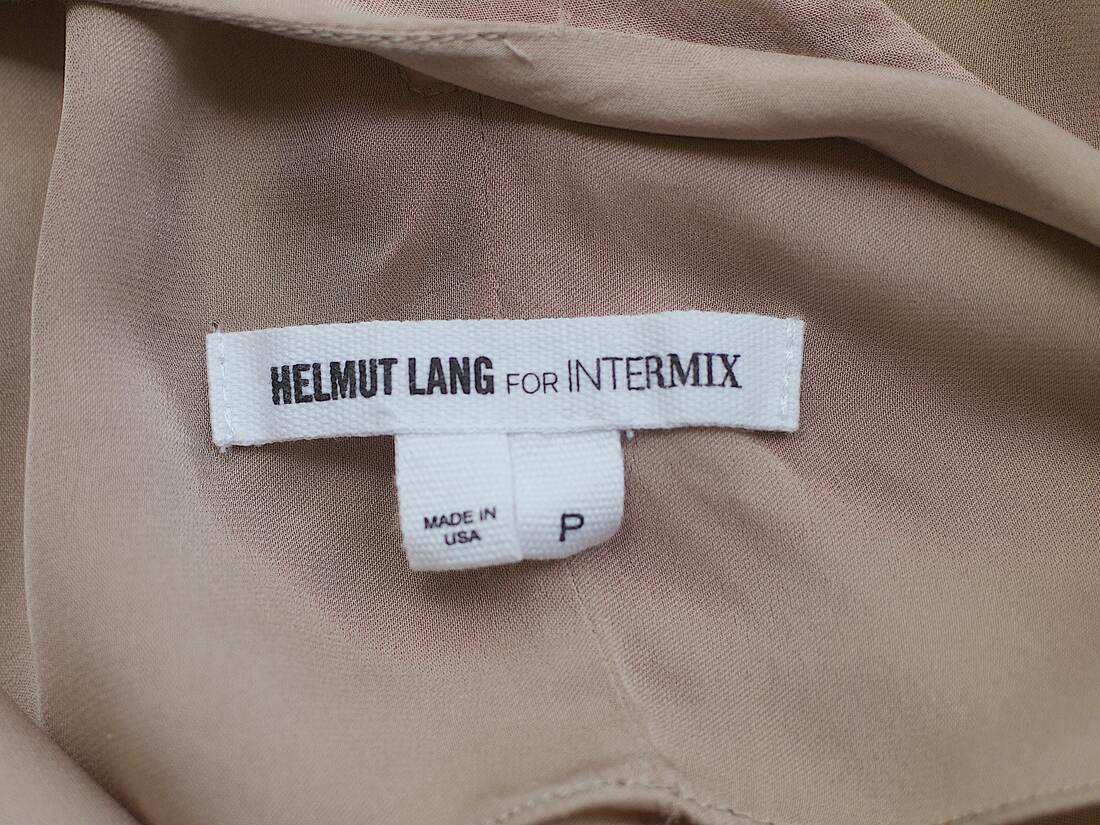 HELMUT LANG FOR INTERMIX
MADE IN
USA
P